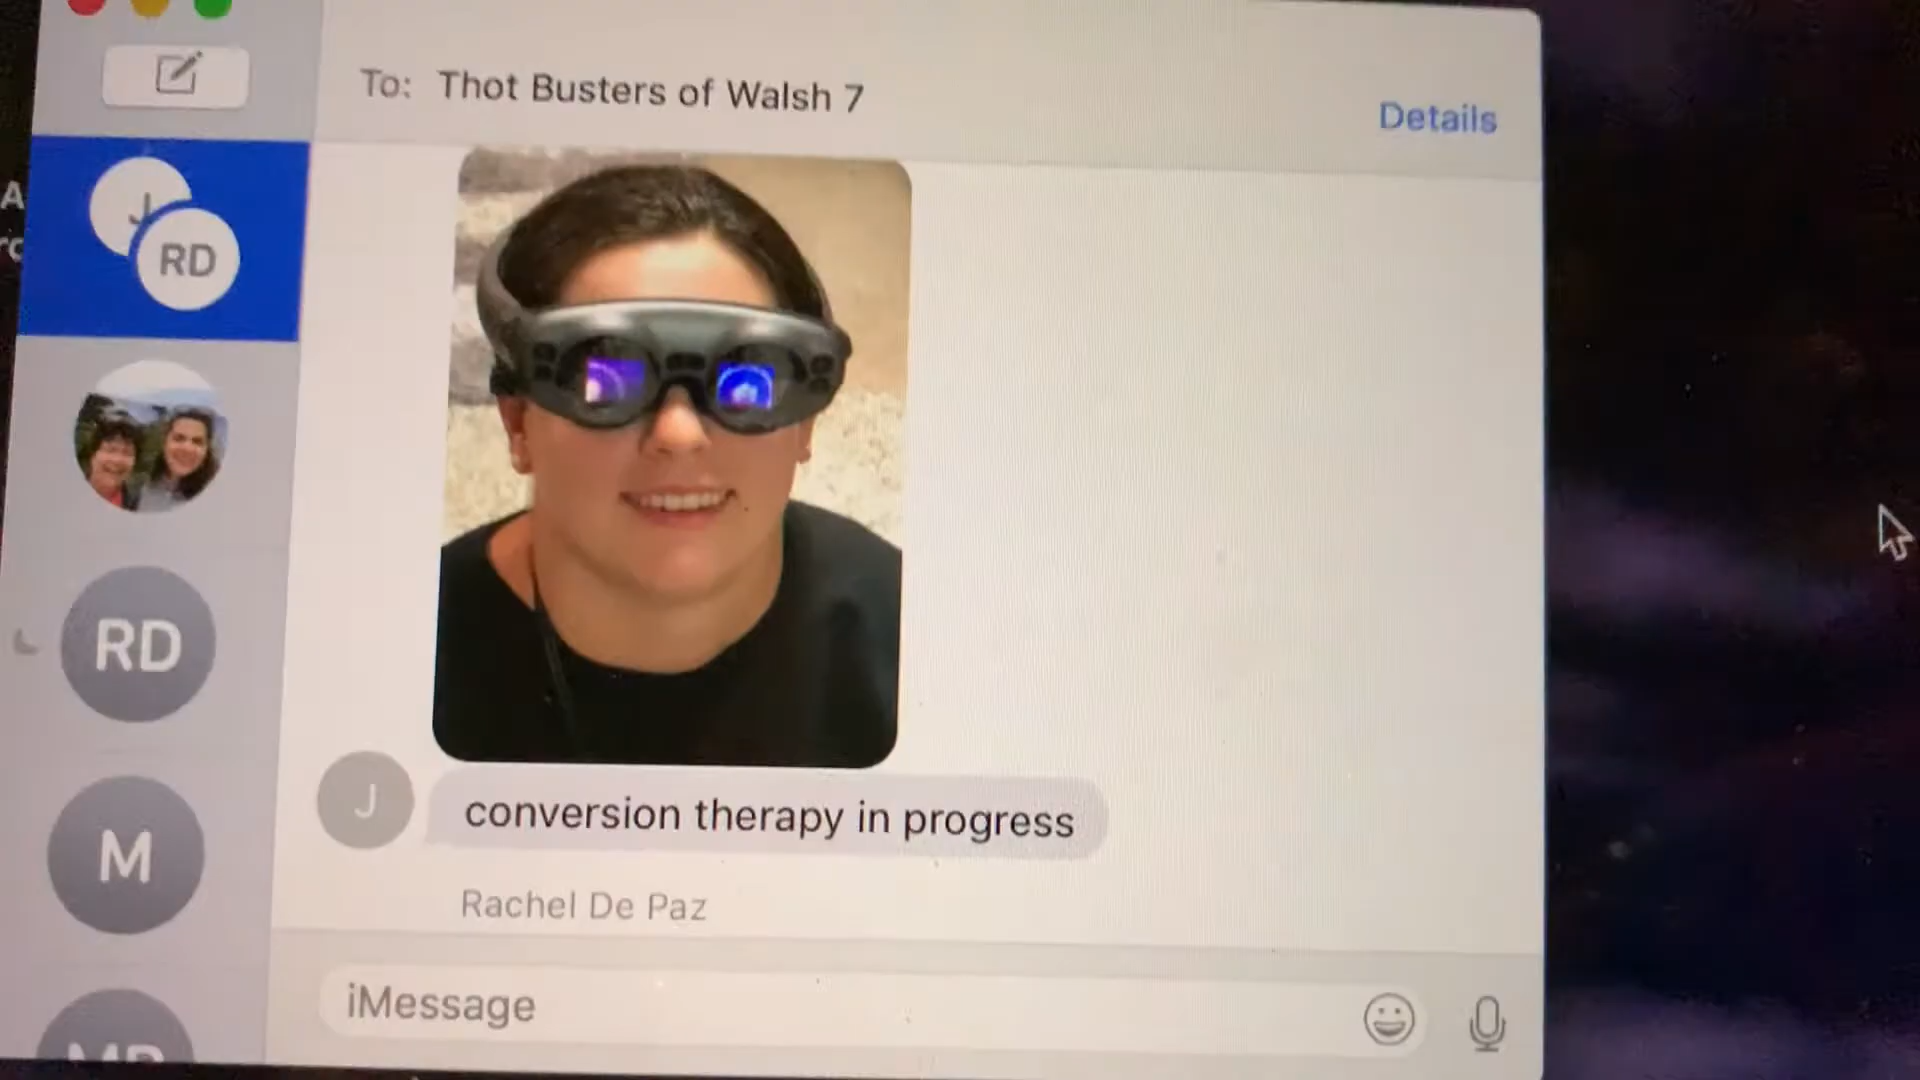 To: Thot Busters of Walsh 7
Details
A
J
RD
RD
J
conversion therapy in progress
M
Rachel De Paz
iMessage